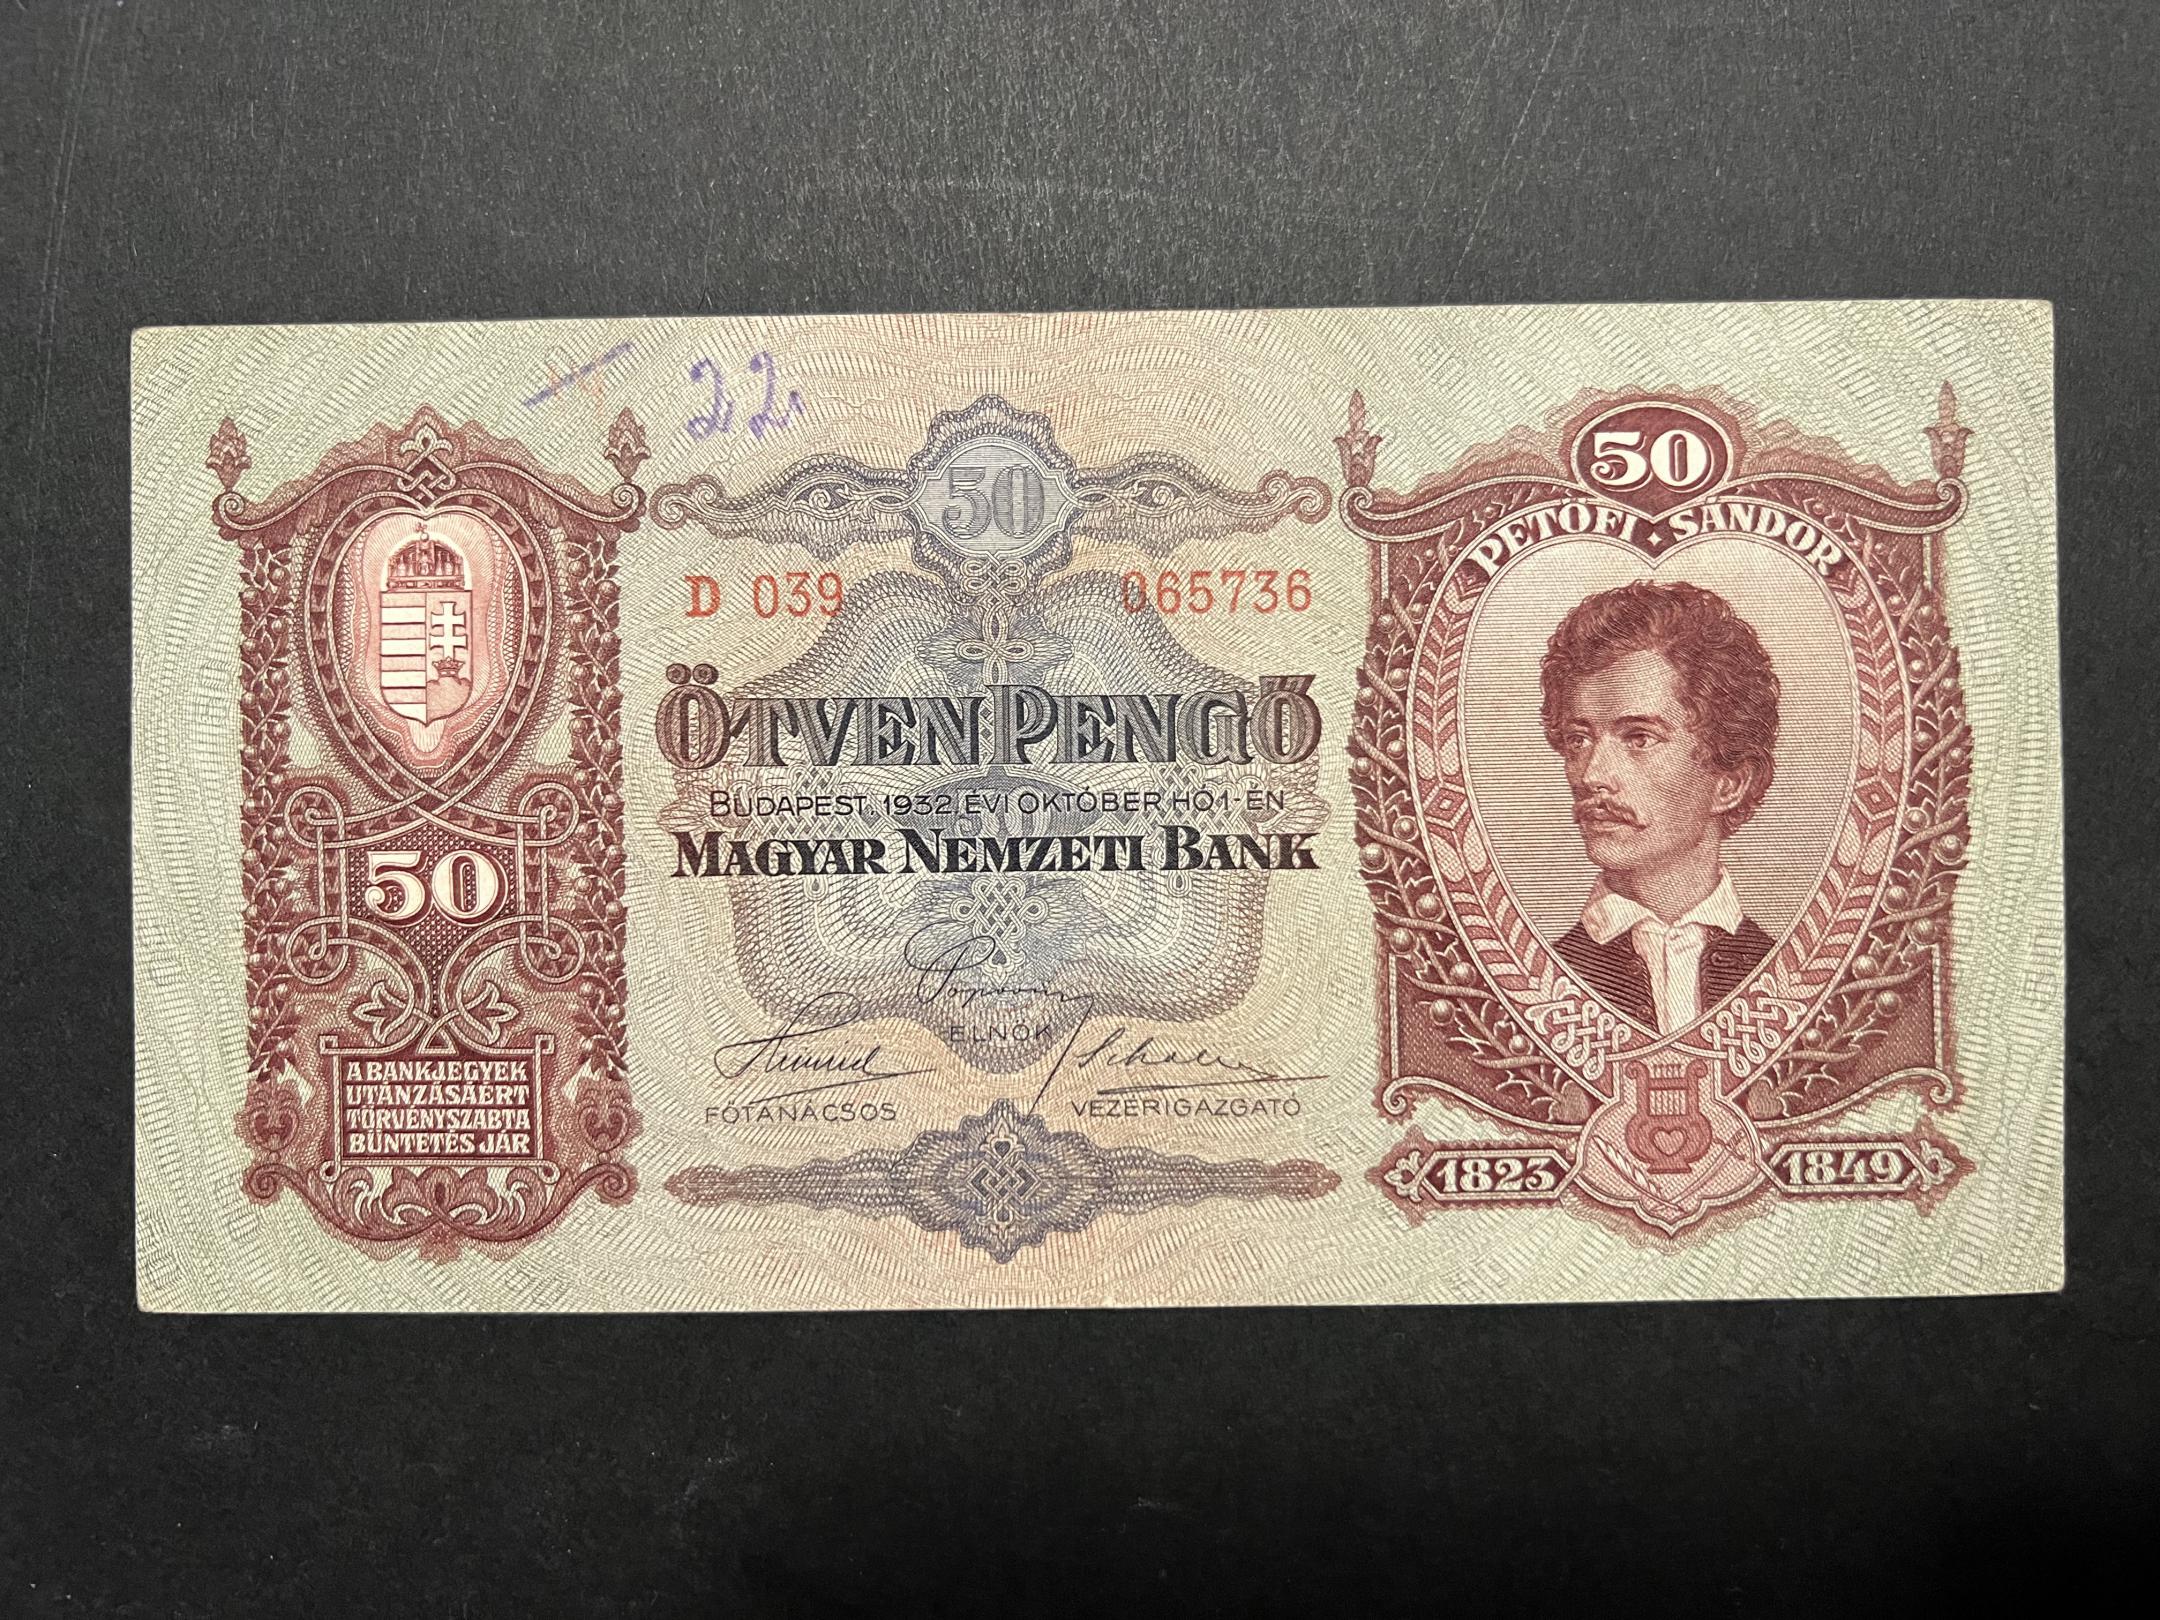 22
50
50
PETŐFI SÁNDOR
D 039 065736
ÖTVEN PENGŐ
BUDAPEST, 1932. ÉVI OKTÓBER HÓ 1-ÉN
MAGYAR NEMZETI BANK
50
ELNÖK
FŐTANÁCSOS
VEZÉRIGAZGATÓ
A BANKJEGYEK
UTÁNZÁSÁÉRT
TÖRVÉNYSZABTA
BÜNTETÉS JÁR
1823
1849